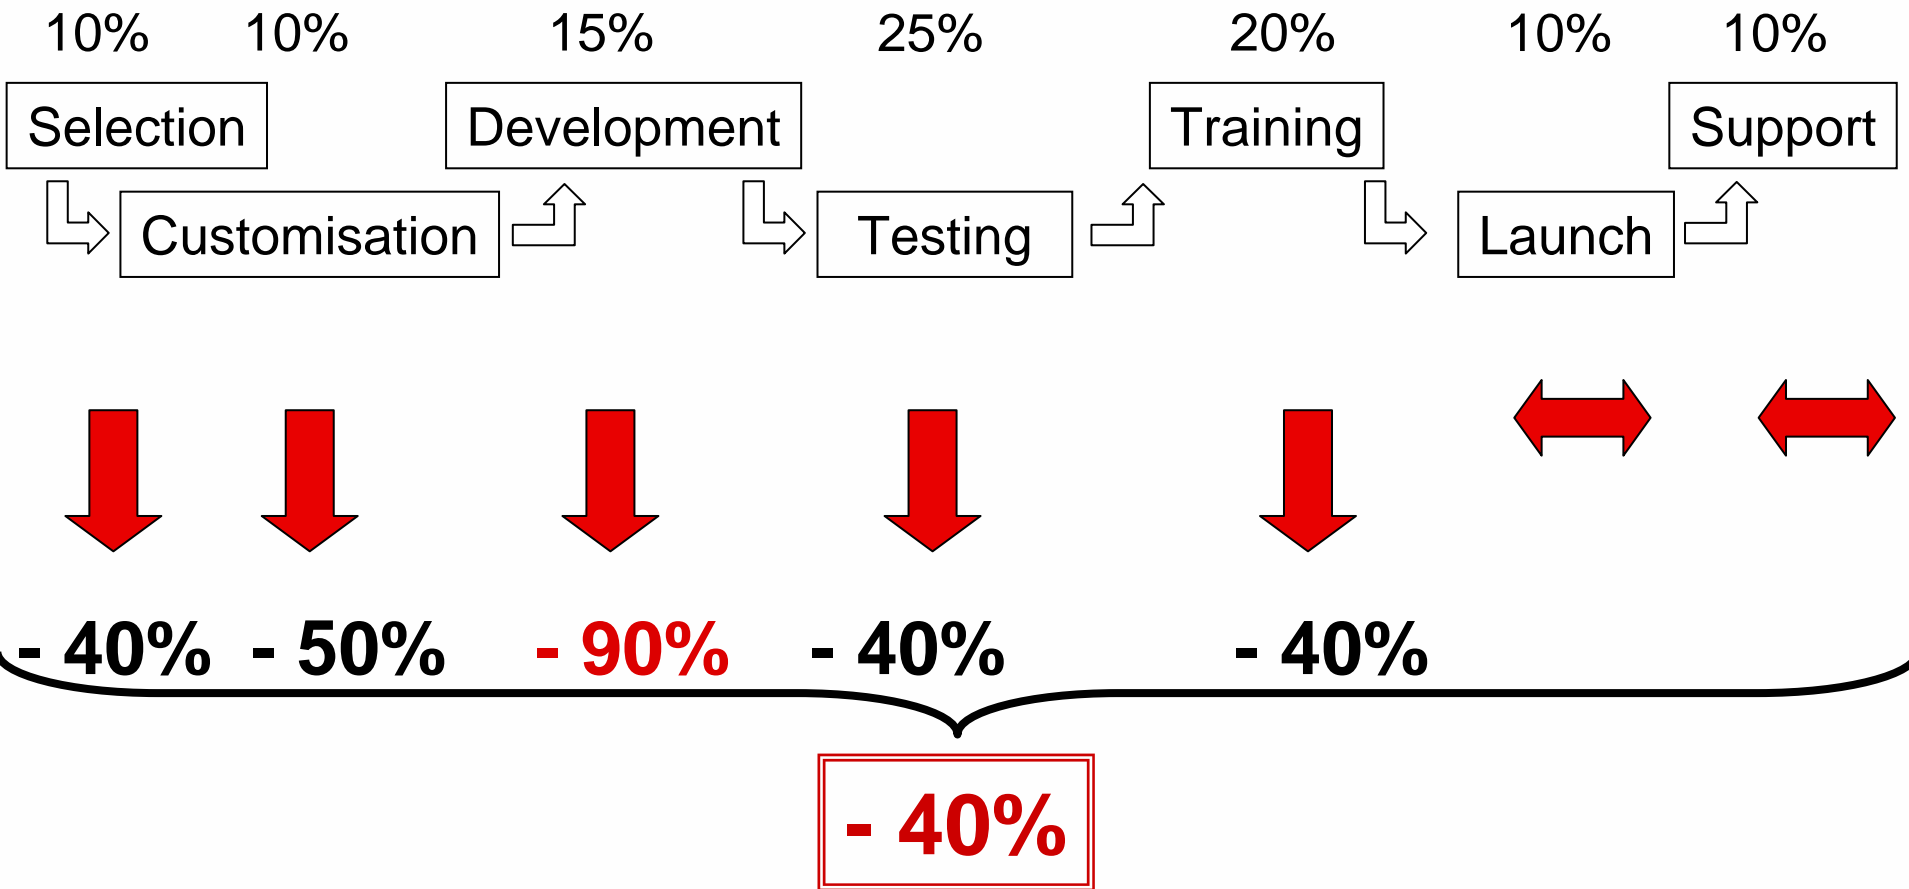 10% 10% 15% 25% 20% 10% 10%
Selection Development Training Support
Customisation Testing Launch
- 40% - 50% - 90% - 40% - 40%
- 40%